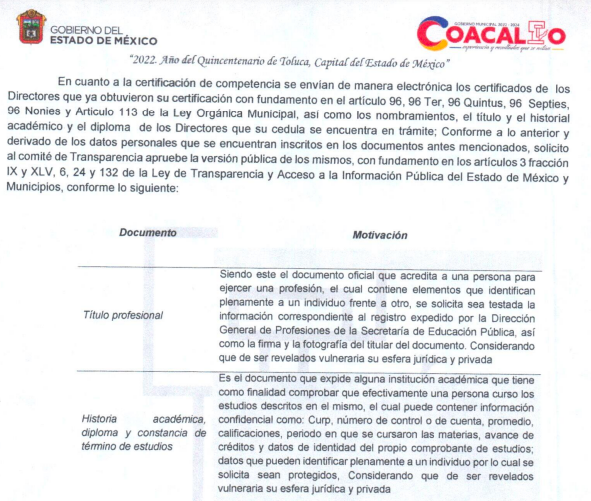 GOBIERNO DEL
ESTADO DE MÉXICO
GOBIERNO MUNICIPAL 2022 - 2024
COACALCO
experiencia y resultados que se miden
"2022. Año del Quincentenario de Toluca, Capital del Estado de México"
En cuanto a la certificación de competencia se envían de manera electrónica los certificados de los
Directores que ya obtuvieron su certificación con fundamento en el artículo 96, 96 Ter, 96 Quintus, 96 Septies,
96 Nonies y Articulo 113 de la Ley Orgánica Municipal, así como los nombramientos, el título y el historial
académico y el diploma de los Directores que su cedula se encuentra en trámite; Conforme a lo anterior y
derivado de los datos personales que se encuentran inscritos en los documentos antes mencionados, solicito
al comité de Transparencia apruebe la versión pública de los mismos, con fundamento en los artículos 3 fracción
IX y XLV, 6, 24 y 132 de la Ley de Transparencia y Acceso a la Información Pública del Estado de México y
Municipios, conforme lo siguiente:
Documento
Motivación
Título profesional
Siendo este el documento oficial que acredita a una persona para
ejercer una profesión, el cual contiene elementos que identifican
plenamente a un individuo frente a otro, se solicita sea testada la
información correspondiente al registro expedido por la Dirección
General de Profesiones de la Secretaría de Educación Pública, así
como la firma y la fotografía del titular del documento. Considerando
que de ser revelados vulneraria su esfera jurídica y privada
Historia académica,
diploma y constancia de
término de estudios
Es el documento que expide alguna institución académica que tiene
como finalidad comprobar que efectivamente una persona curso los
estudios descritos en el mismo, el cual puede contener información
confidencial como: Curp, número de control o de cuenta, promedio,
calificaciones, periodo en que se cursaron las materias, avance de
créditos y datos de identidad del propio comprobante de estudios;
datos que pueden identificar plenamente a un individuo por lo cual se
solicita sean protegidos, Considerando que de ser revelados
vulneraria su esfera jurídica y privada